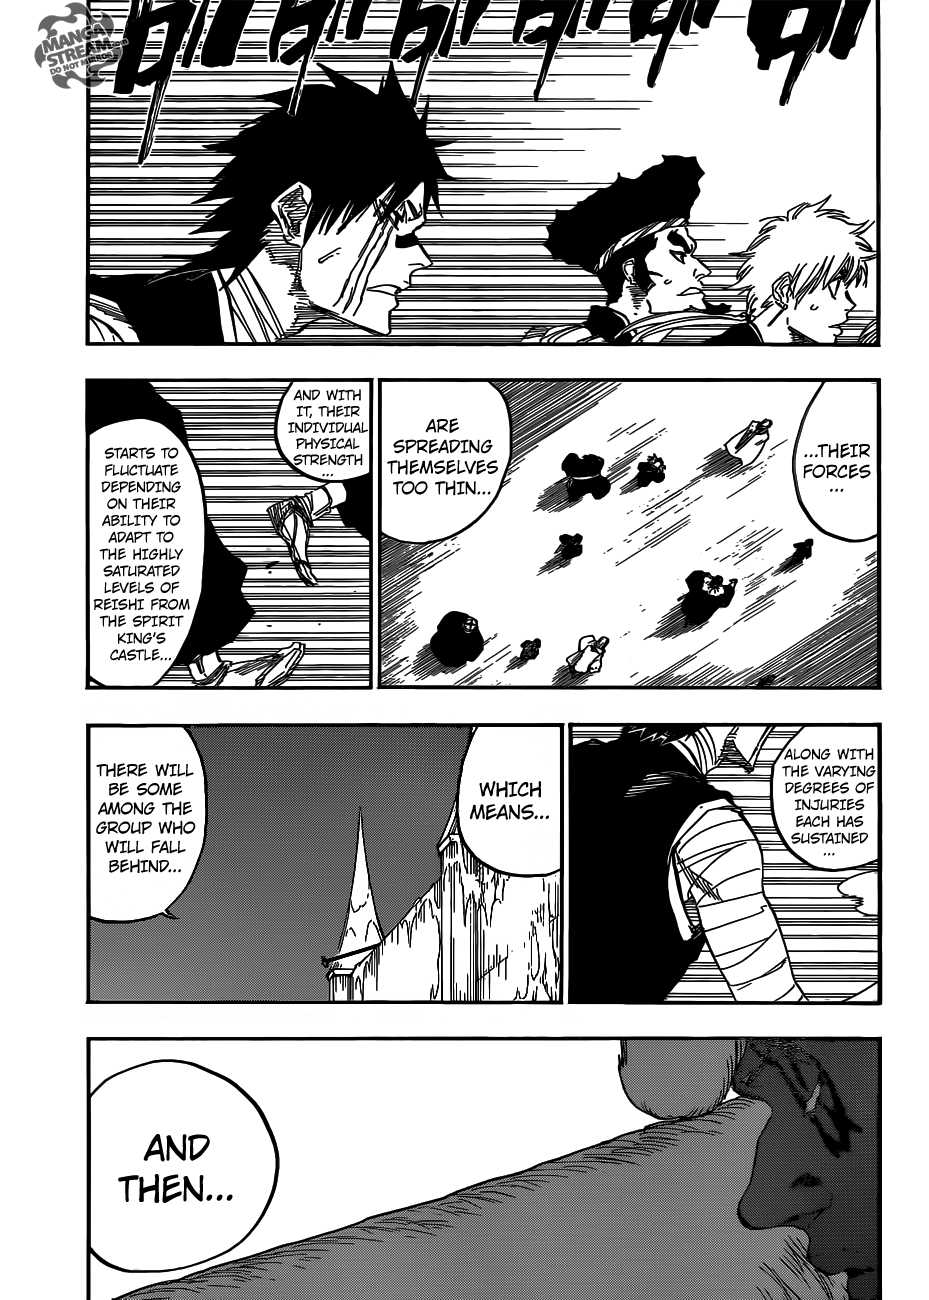 MANGA
STREAM.COM
DO NOT MIRROR
...THEIR
FORCES
...
ARE
SPREADING
THEMSELVES
TOO THIN...
AND WITH
IT, THEIR
INDIVIDUAL
PHYSICAL
STRENGTH
...
STARTS TO
FLUCTUATE
DEPENDING
ON THEIR
ABILITY TO
ADAPT TO
THE HIGHLY
SATURATED
LEVELS OF
REISHI FROM
THE SPIRIT
KING'S
CASTLE...
ALONG WITH
THE VARYING
DEGREES OF
INJURIES
EACH HAS
SUSTAINED
...
WHICH
MEANS...
THERE WILL
BE SOME
AMONG THE
GROUP WHO
WILL FALL
BEHIND...
AND
THEN...